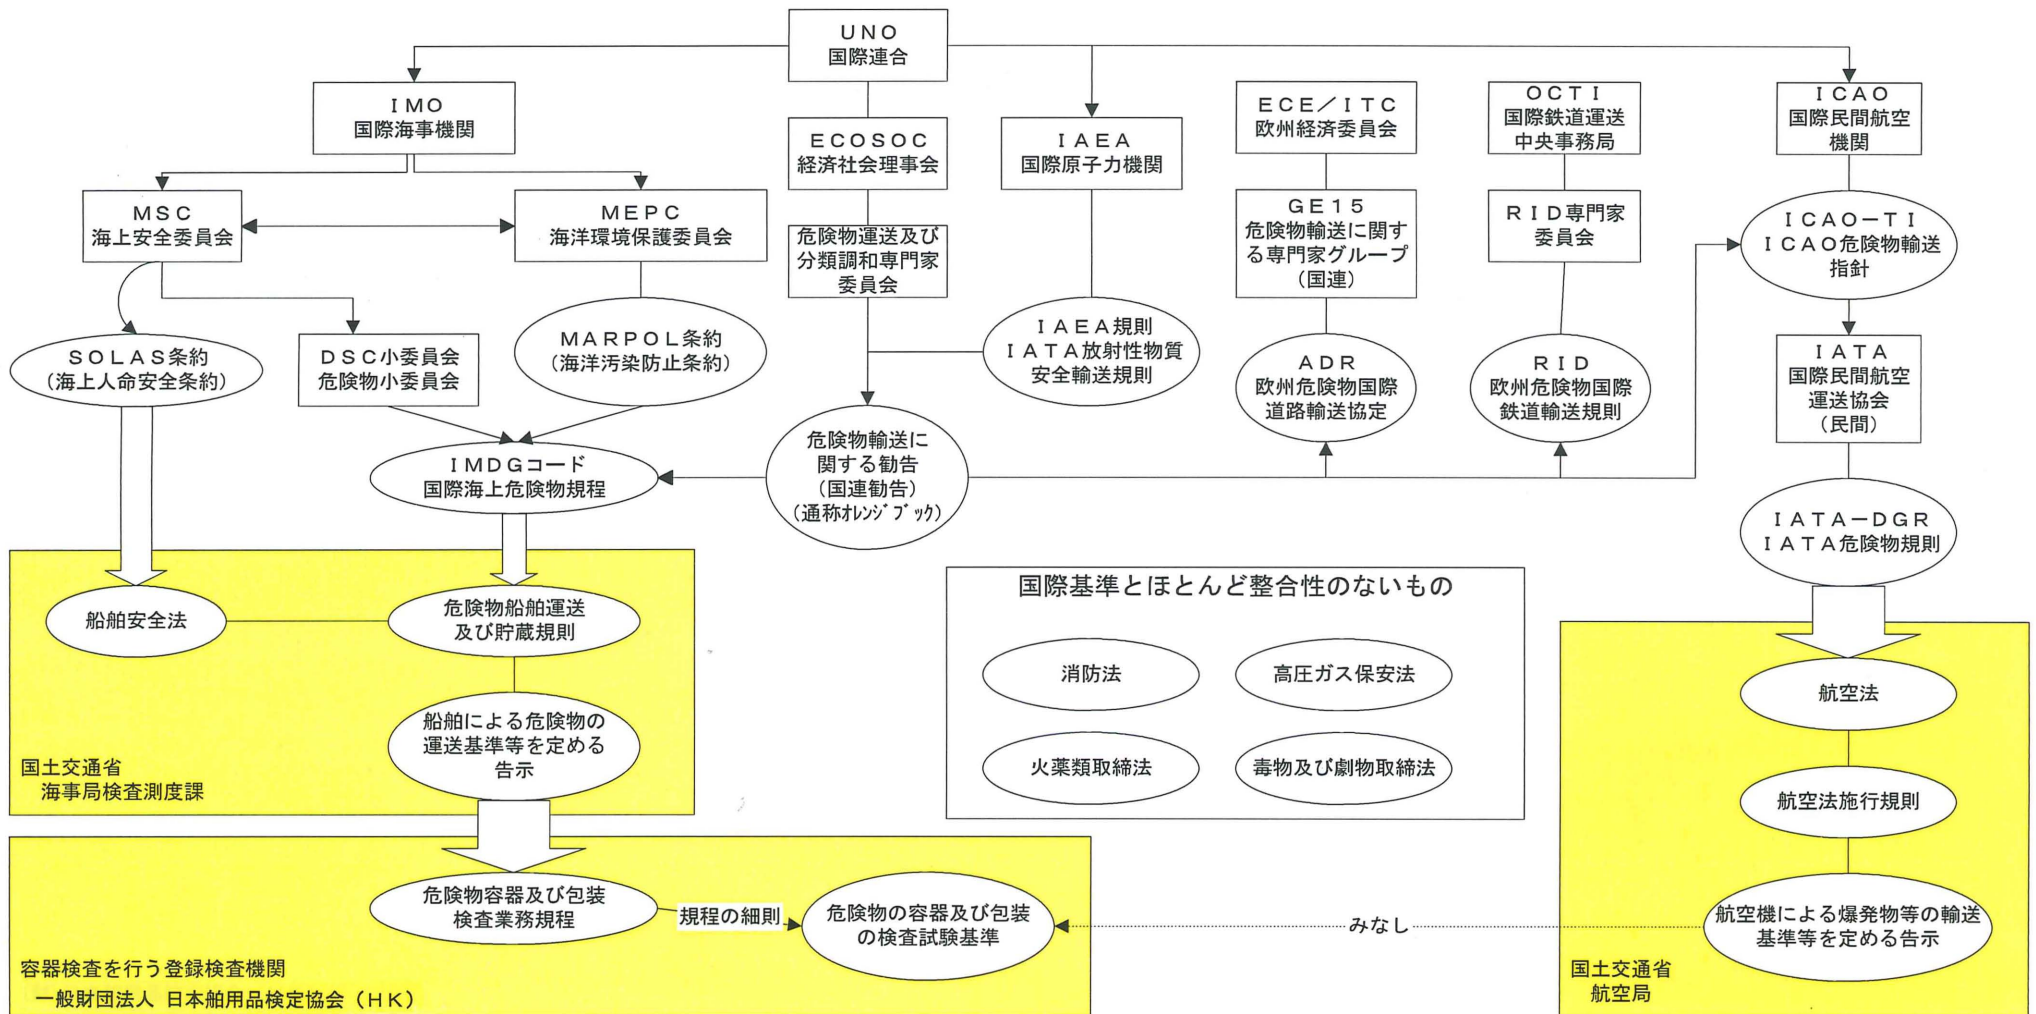 ＵＮＯ
国際連合
ＩＭＯ
国際海事機関
ＥＣＯＳＯＣ
経済社会理事会
ＩＡＥＡ
国際原子力機関
ＥＣＥ／ＩＴＣ
欧州経済委員会
ＯＣＴＩ
国際鉄道運送
中央事務局
ＩＣＡＯ
国際民間航空
機関
ＭＳＣ
海上安全委員会
ＭＥＰＣ
海洋環境保護委員会
危険物運送及び
分類調和専門家
委員会
ＧＥ１５
危険物輸送に関す
る専門家グループ
（国連）
ＲＩＤ専門家
委員会
ＩＣＡＯ－ＴＩ
ＩＣＡＯ危険物輸送
指針
ＳＯＬＡＳ条約
（海上人命安全条約）
ＤＳＣ小委員会
危険物小委員会
ＭＡＲＰＯＬ条約
（海洋汚染防止条約）
ＩＡＥＡ規則
ＩＡＴＡ放射性物質
安全輸送規則
ＡＤＲ
欧州危険物国際
道路輸送協定
ＲＩＤ
欧州危険物国際
鉄道輸送規則
ＩＡＴＡ
国際民間航空
運送協会
（民間）
ＩＭＤＧコード
国際海上危険物規程
危険物輸送に
関する勧告
（国連勧告）
（通称ｵﾚﾝｼﾞﾌﾞｯｸ）
ＩＡＴＡ－ＤＧＲ
ＩＡＴＡ危険物規則
船舶安全法
危険物船舶運送
及び貯蔵規則
船舶による危険物の
運送基準等を定める
告示
国土交通省
海事局検査測度課
国際基準とほとんど整合性のないもの
消防法
高圧ガス保安法
火薬類取締法
毒物及び劇物取締法
航空法
航空法施行規則
航空機による爆発物等の輸送
基準等を定める告示
国土交通省
航空局
危険物容器及び包装
検査業務規程
規程の細則
危険物の容器及び包装
の検査試験基準
みなし
容器検査を行う登録検査機関
一般財団法人 日本舶用品検定協会（ＨＫ）